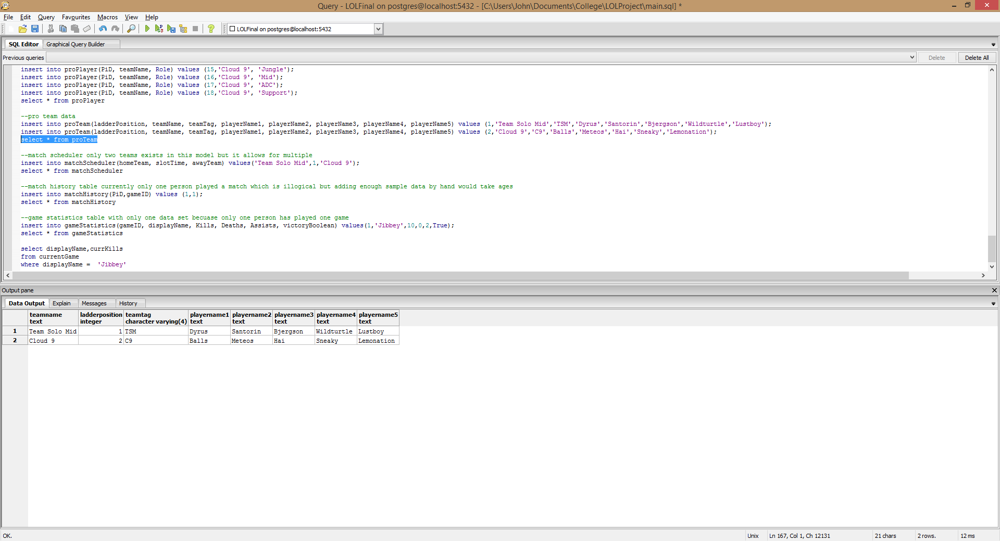 Query - LOLFinal on postgres@localhost:5432 - [C:\Users\John\Documents\College\LOLProject\main.sql] *
File Edit Query Favourites Macros View Help
LOLFinal on postgres@localhost:5432
SQL Editor Graphical Query Builder
Previous queries Delete Delete All
insert into proPlayer(PiD, teamName, Role) values (15,'Cloud 9', 'Jungle');
insert into proPlayer(PiD, teamName, Role) values (16,'Cloud 9', 'Mid');
insert into proPlayer(PiD, teamName, Role) values (17,'Cloud 9', 'ADC');
insert into proPlayer(PiD, teamName, Role) values (18,'Cloud 9', 'Support');
select * from proPlayer
--pro team data
insert into proTeam(ladderPosition, teamName, teamTag, playerName1, playerName2, playerName3, playerName4, playerName5) values (1,'Team Solo Mid','TSM','Dyrus','Santorin','Bjergson','Wildturtle','Lustboy');
insert into proTeam(ladderPosition, teamName, teamTag, playerName1, playerName2, playerName3, playerName4, playerName5) values (2,'Cloud 9','C9','Balls','Meteos','Hai','Sneaky','Lemonation');
select * from proTeam
--match scheduler only two teams exists in this model but it allows for multiple
insert into matchScheduler(homeTeam, slotTime, awayTeam) values('Team Solo Mid',1,'Cloud 9');
select * from matchScheduler
--match history table currently only one person played a match which is illogical but adding enough sample data by hand would take ages
insert into matchHistory(PiD,gameID) values (1,1);
select * from matchHistory
--game statistics table with only one data set becuase only one person has played one game
insert into gameStatistics(gameID, displayName, Kills, Deaths, Assists, victoryBoolean) values(1,'Jibbey',10,0,2,True);
select * from gameStatistics
select displayName,currKills
from currentGame
where displayName =  'Jibbey'
Output pane
Data Output Explain Messages History
teamname ladderposition teamtag playername1 playername2 playername3 playername4 playername5
text integer character varying(4) text text text text text
1 Team Solo Mid 1 TSM Dyrus Santorin Bjergson Wildturtle Lustboy
2 Cloud 9 2 C9 Balls Meteos Hai Sneaky Lemonation
OK. Unix Ln 167, Col 1, Ch 12131 21 chars 2 rows. 12 ms